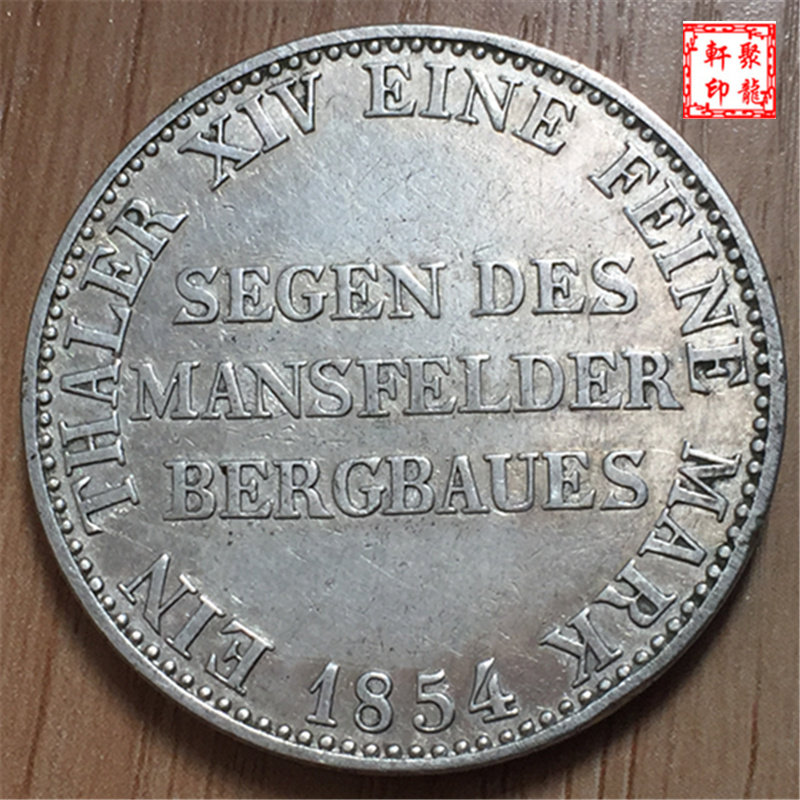 EIN THALER XIV EINE FEINE MARK
SEGEN DES
MANSFELDER
BERGBAUES
1854
聚龍
軒印